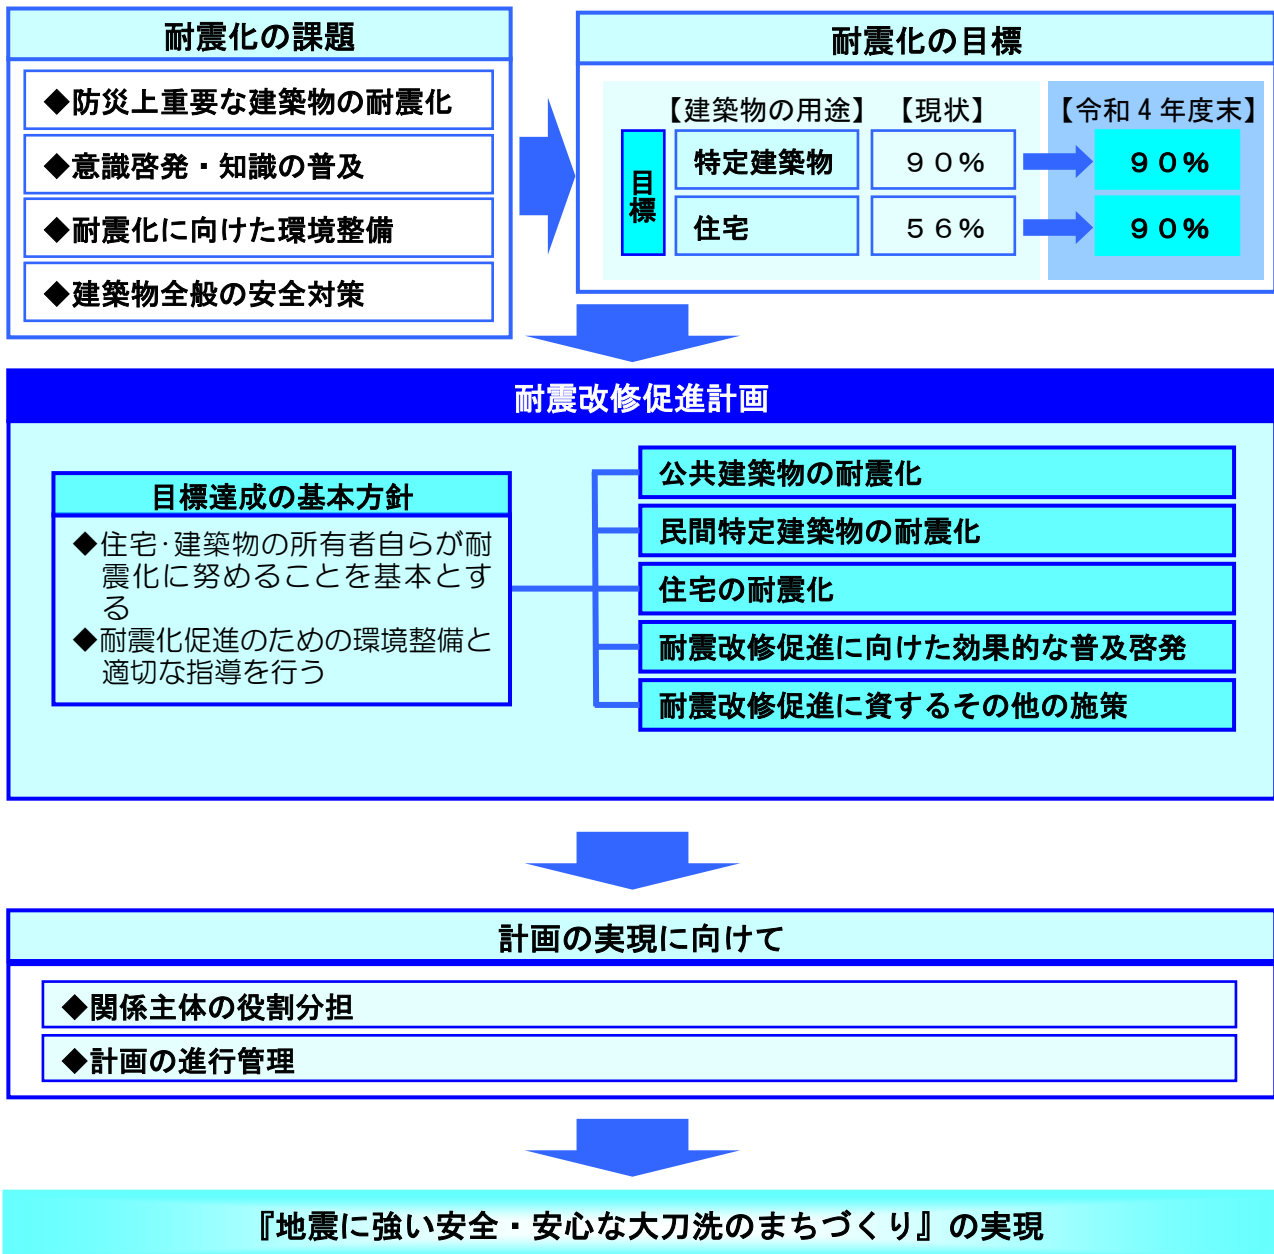 耐震化の課題
◆防災上重要な建築物の耐震化
◆意識啓発・知識の普及
◆耐震化に向けた環境整備
◆建築物全般の安全対策
耐震化の目標
【建築物の用途】 【現状】 【令和4年度末】
目標
特定建築物 ９０% ９０%
住宅 ５６% ９０%
耐震改修促進計画
目標達成の基本方針
◆住宅･建築物の所有者自らが耐
震化に努めることを基本とす
る
◆耐震化促進のための環境整備と
適切な指導を行う
公共建築物の耐震化
民間特定建築物の耐震化
住宅の耐震化
耐震改修促進に向けた効果的な普及啓発
耐震改修促進に資するその他の施策
計画の実現に向けて
◆関係主体の役割分担
◆計画の進行管理
『地震に強い安全・安心な大刀洗のまちづくり』の実現